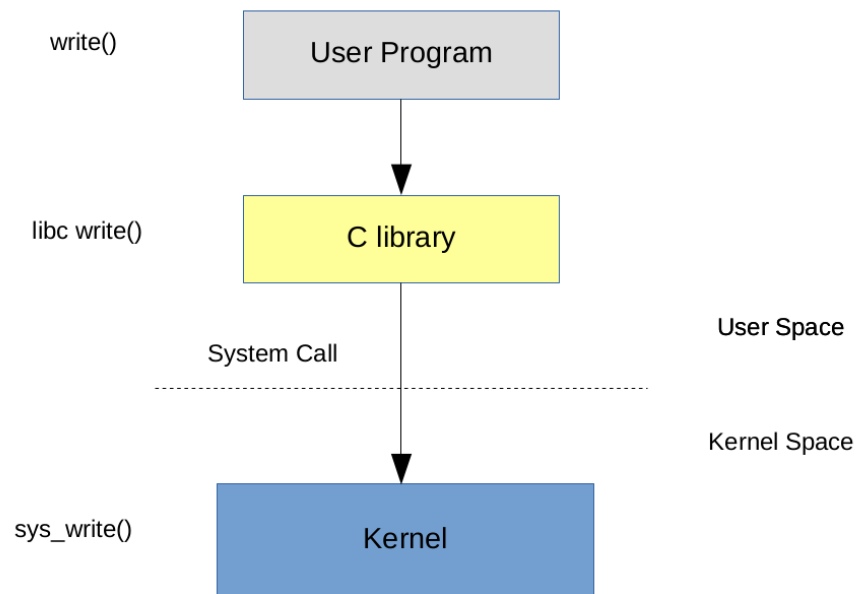 write()
User Program
libc write()
C library
User Space
System Call
Kernel Space
sys_write()
Kernel